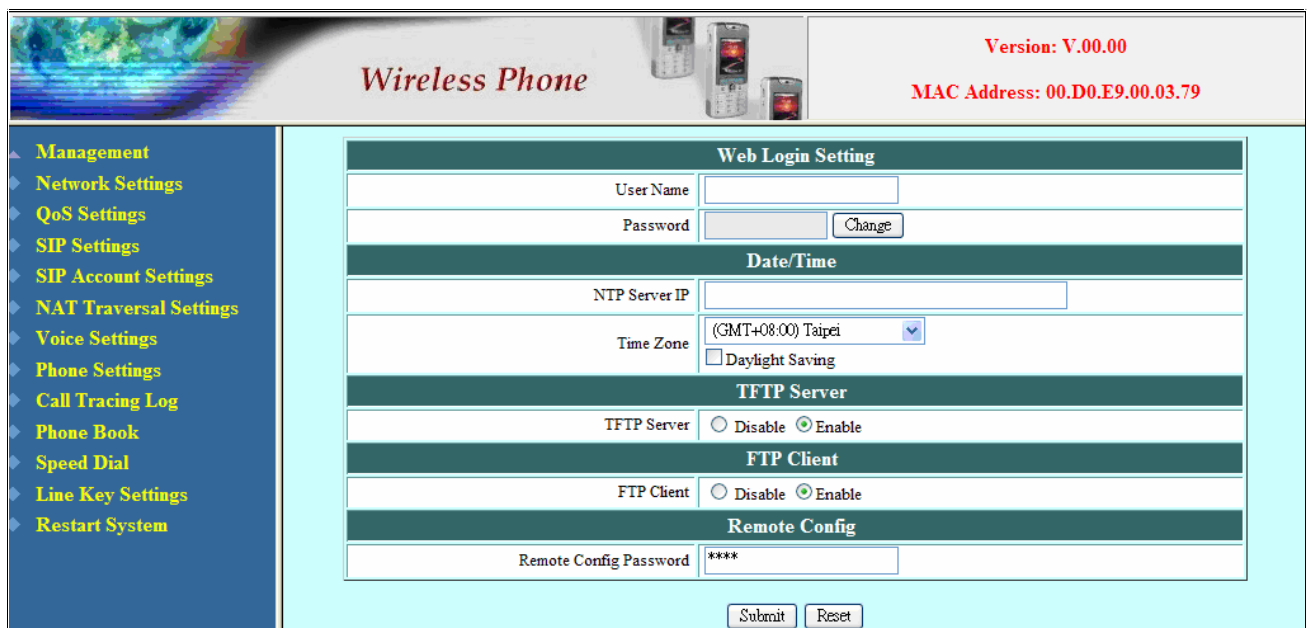 Wireless Phone
Version: V.00.00
MAC Address: 00.D0.E9.00.03.79
Management
Network Settings
QoS Settings
SIP Settings
SIP Account Settings
NAT Traversal Settings
Voice Settings
Phone Settings
Call Tracing Log
Phone Book
Speed Dial
Line Key Settings
Restart System
Web Login Setting
User Name
Password Change
Date/Time
NTP Server IP
Time Zone (GMT+08:00) Taipei
Daylight Saving
TFTP Server
TFTP Server Disable Enable
FTP Client
FTP Client Disable Enable
Remote Config
Remote Config Password ****
Submit Reset